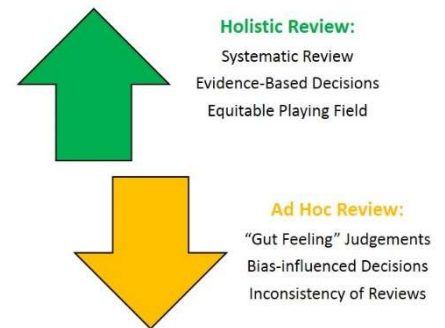 Holistic Review:
Systematic Review
Evidence-Based Decisions
Equitable Playing Field
Ad Hoc Review:
“Gut Feeling” Judgements
Bias-influenced Decisions
Inconsistency of Reviews